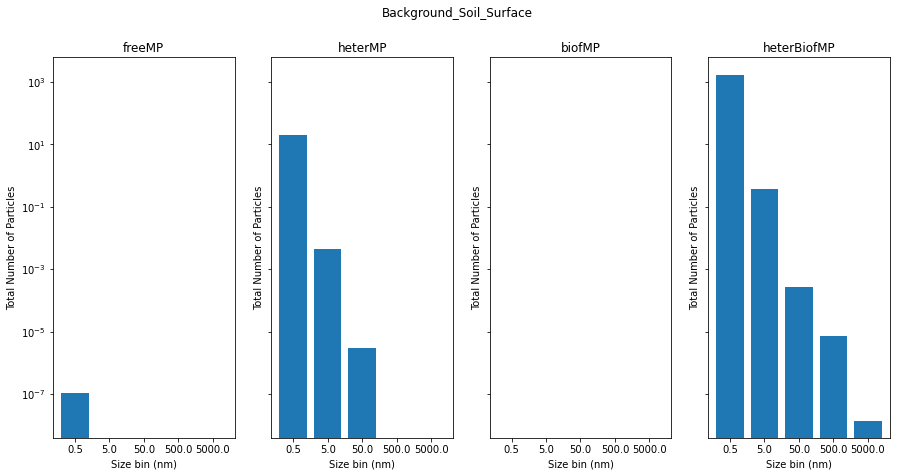 Background_Soil_Surface
freeMP
heterMP
biofMP
heterBiofMP
Total Number of Particles
10^3
10^1
10^-1
10^-3
10^-5
10^-7
0.5 5.0 50.0 500.0 5000.0
Size bin (nm)
Total Number of Particles
0.5 5.0 50.0 500.0 5000.0
Size bin (nm)
Total Number of Particles
0.5 5.0 50.0 500.0 5000.0
Size bin (nm)
Total Number of Particles
0.5 5.0 50.0 500.0 5000.0
Size bin (nm)